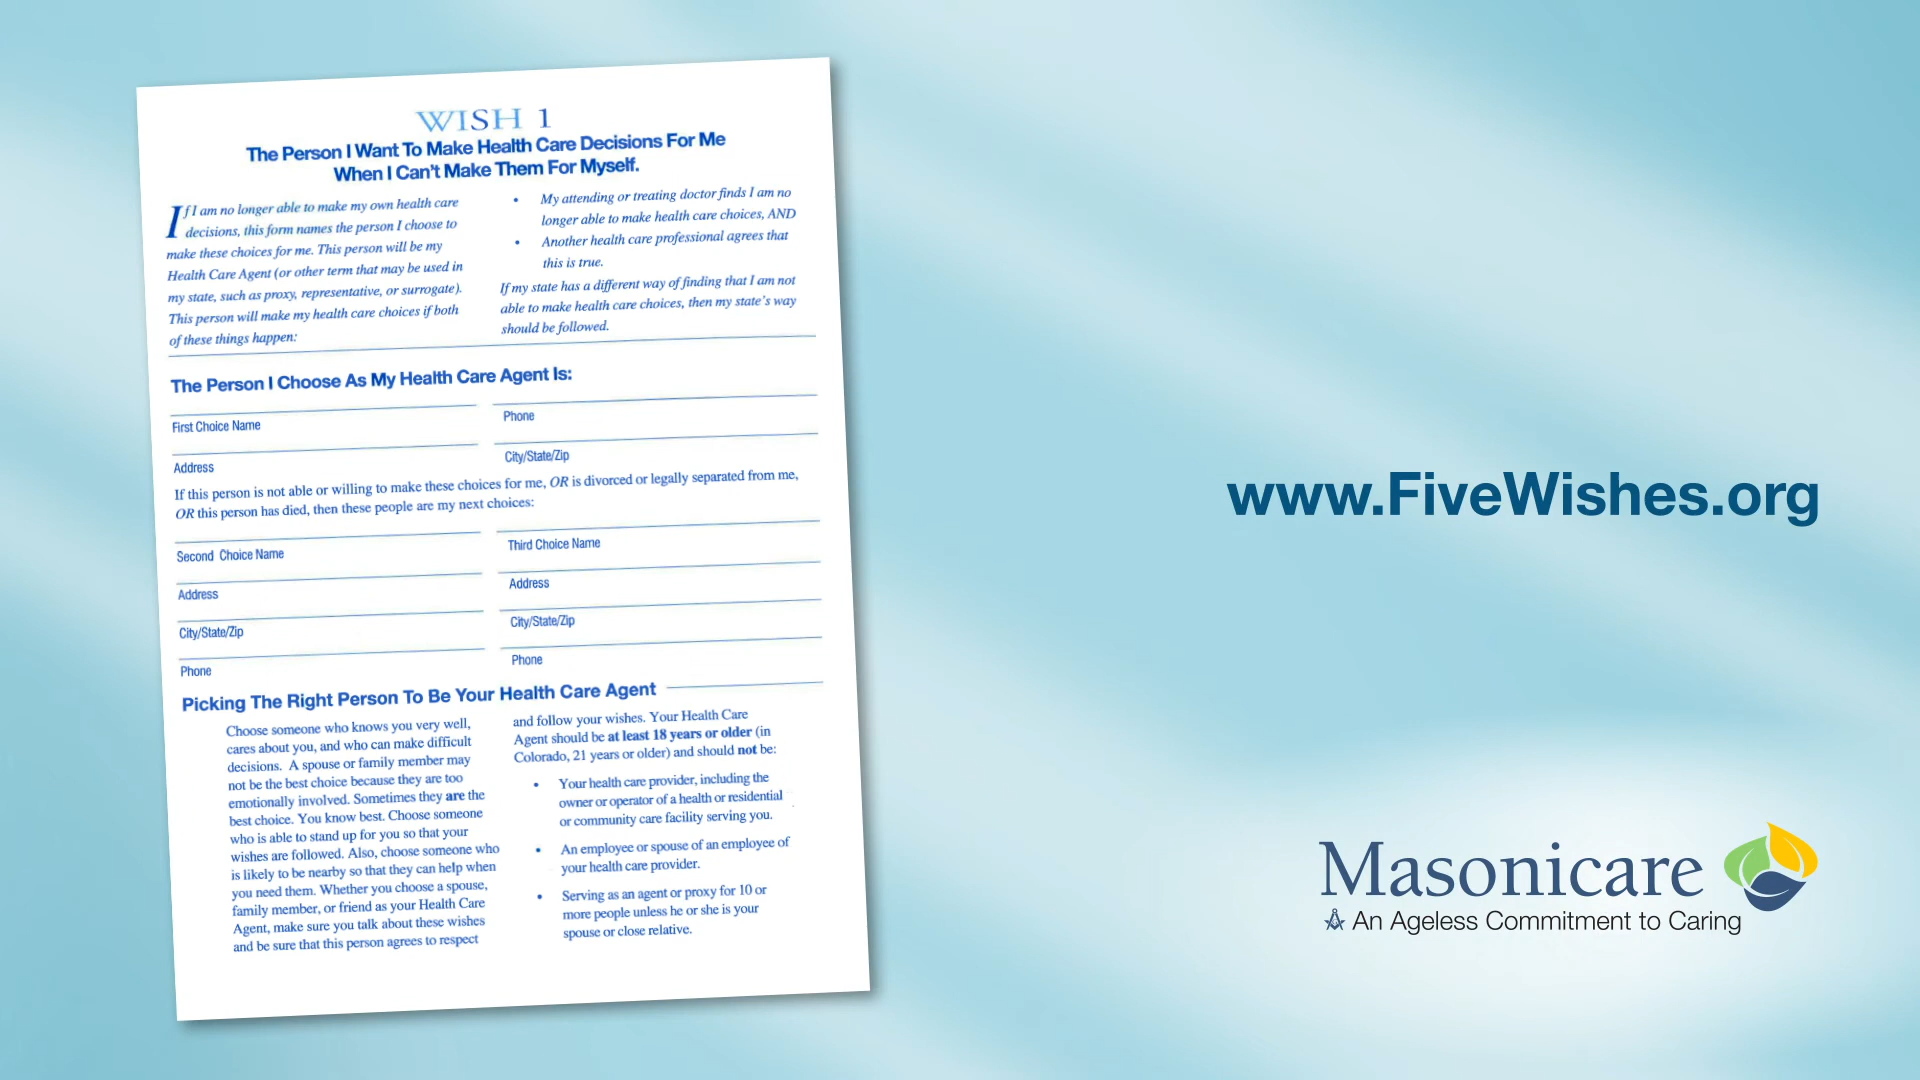 WISH 1
The Person I Want To Make Health Care Decisions For Me
When I Can't Make Them For Myself.
If I am no longer able to make my own health care
decisions, this form names the person I choose to
make these choices for me. This person will be my
Health Care Agent (or other term that may be used in
my state, such as proxy, representative, or surrogate).
This person will make my health care choices if both
of these things happen:
• My attending or treating doctor finds I am no
longer able to make health care choices, AND
• Another health care professional agrees that
this is true.
If my state has a different way of finding that I am not
able to make health care choices, then my state's way
should be followed.
The Person I Choose As My Health Care Agent Is:
First Choice Name
Phone
Address
City/State/Zip
If this person is not able or willing to make these choices for me, OR is divorced or legally separated from me,
OR this person has died, then these people are my next choices:
Second Choice Name
Third Choice Name
Address
Address
City/State/Zip
City/State/Zip
Phone
Phone
Picking The Right Person To Be Your Health Care Agent
Choose someone who knows you very well,
cares about you, and who can make difficult
decisions. A spouse or family member may
not be the best choice because they are too
emotionally involved. Sometimes they are the
best choice. You know best. Choose someone
who is able to stand up for you so that your
wishes are followed. Also, choose someone who
is likely to be nearby so that they can help when
you need them. Whether you choose a spouse,
family member, or friend as your Health Care
Agent, make sure you talk about these wishes
and be sure that this person agrees to respect
and follow your wishes. Your Health Care
Agent should be at least 18 years or older (in
Colorado, 21 years or older) and should not be:
• Your health care provider, including the
owner or operator of a health or residential
or community care facility serving you.
• An employee or spouse of an employee of
your health care provider.
• Serving as an agent or proxy for 10 or
more people unless he or she is your
spouse or close relative.
www.FiveWishes.org
Masonicare
An Ageless Commitment to Caring